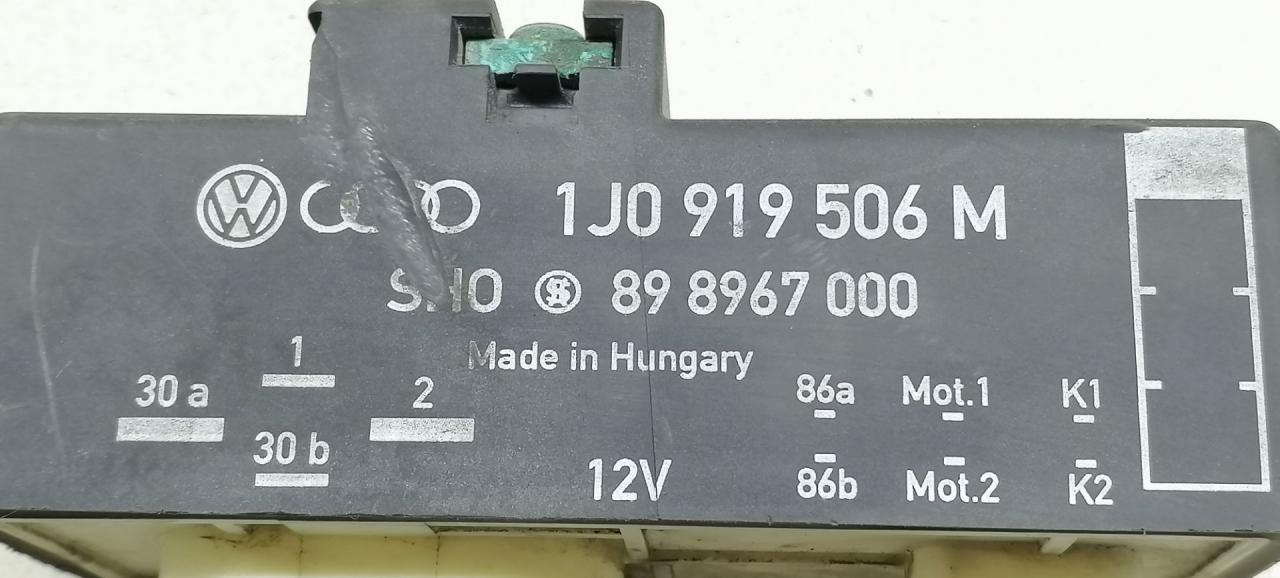 1J0 919 506 M
89 8967 000
Made in Hungary
1
30 a
2
30 b
12V
86a Mot.1 K1
86b Mot.2 K2